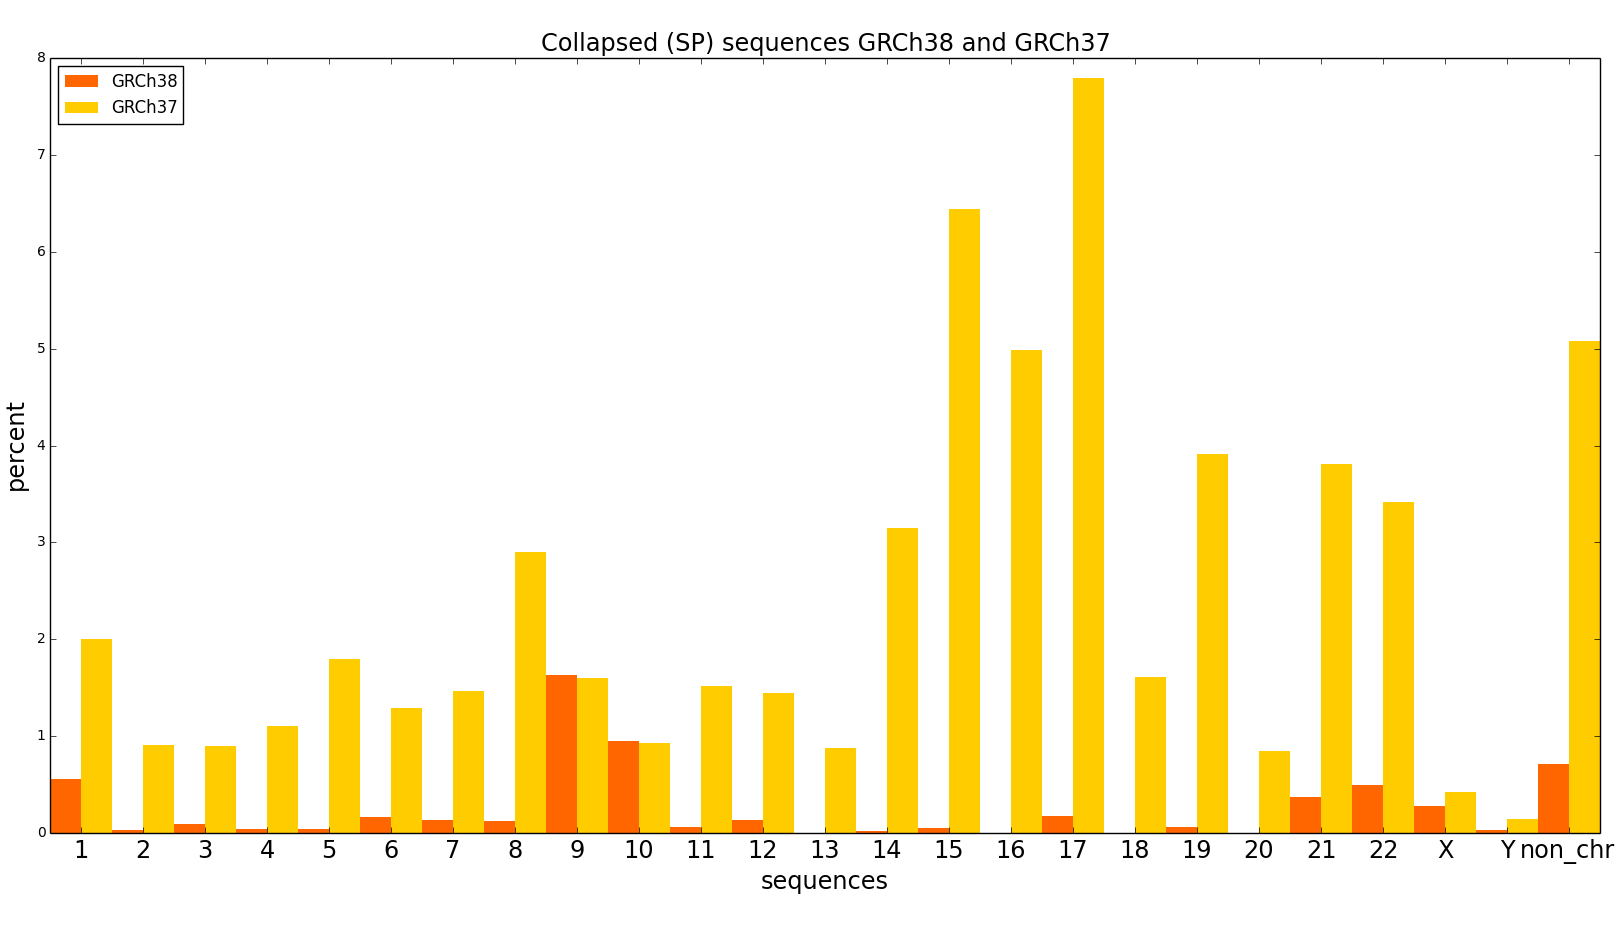 Collapsed (SP) sequences GRCh38 and GRCh37
GRCh38
GRCh37
8
7
6
5
4
3
2
1
0
percent
1 2 3 4 5 6 7 8 9 10 11 12 13 14 15 16 17 18 19 20 21 22 X Y non_chr
sequences